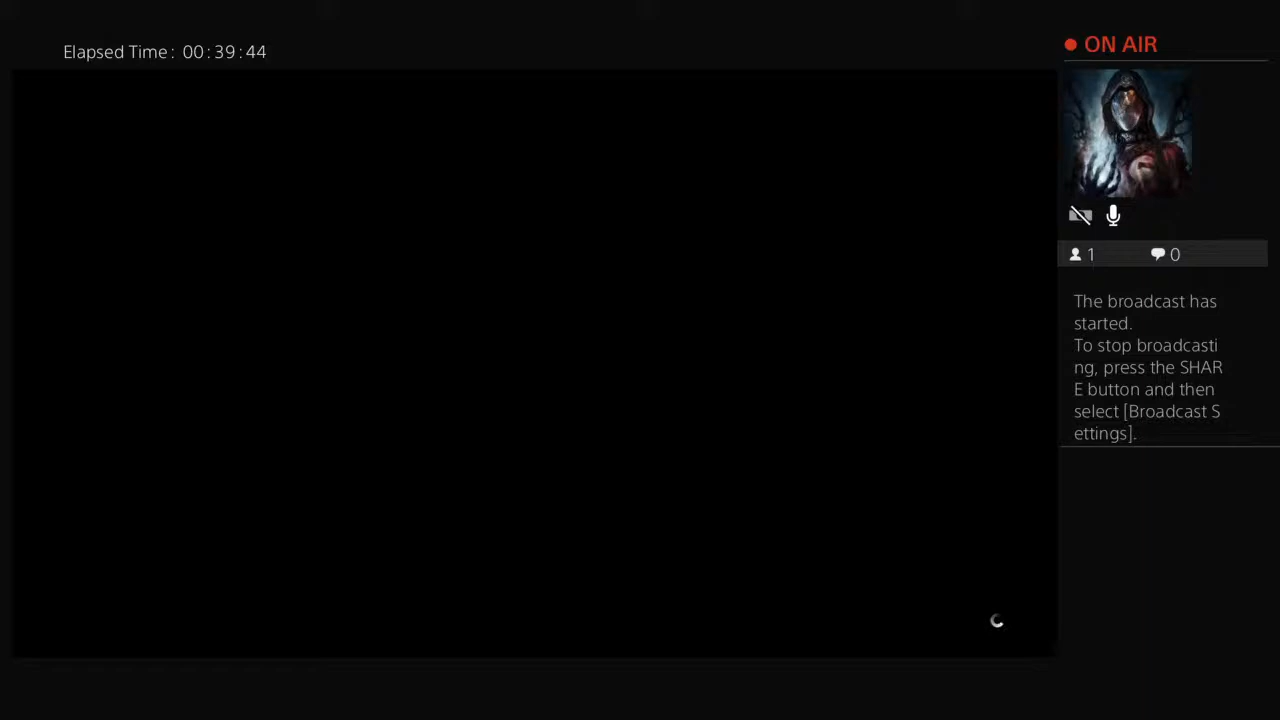 Elapsed Time: 00:39:44
ON AIR
1 0
The broadcast has
started.
To stop broadcasti
ng, press the SHAR
E button and then
select [Broadcast S
ettings].